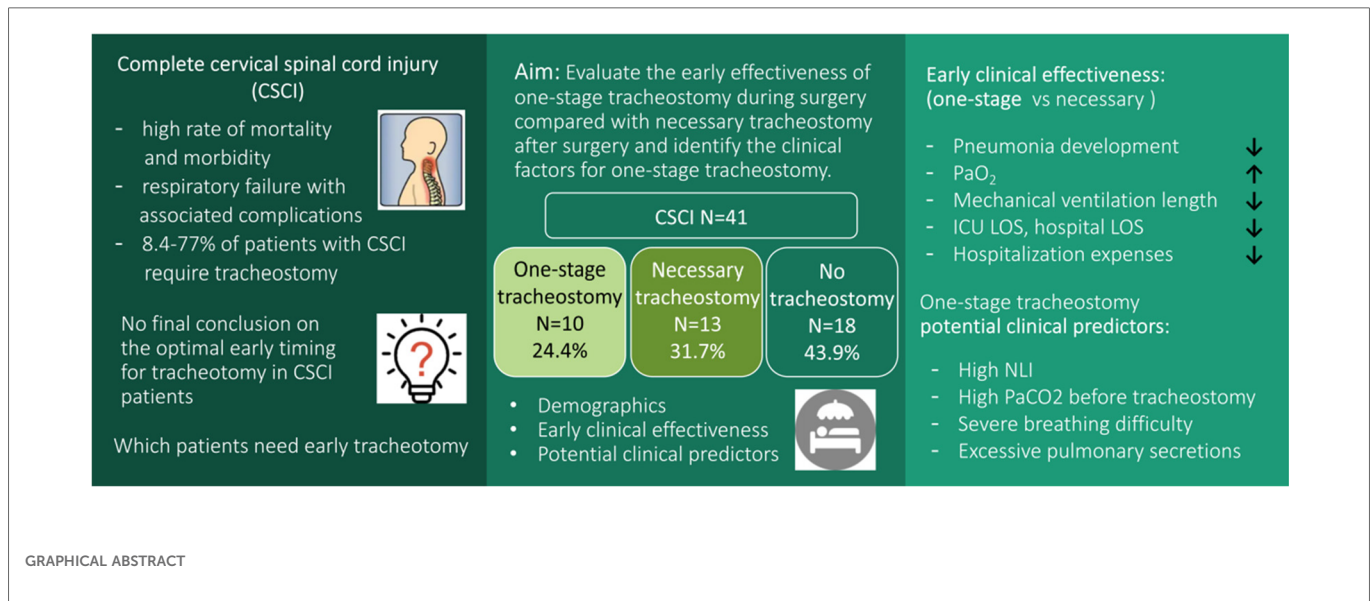 Complete cervical spinal cord injury
(CSCI)
- high rate of mortality
and morbidity
- respiratory failure with
associated complications
- 8.4-77% of patients with CSCI
require tracheostomy
No final conclusion on
the optimal early timing
for tracheotomy in CSCI
patients
?
Which patients need early tracheotomy
Aim: Evaluate the early effectiveness of
one-stage tracheostomy during surgery
compared with necessary tracheostomy
after surgery and identify the clinical
factors for one-stage tracheostomy.
CSCI N=41
One-stage
tracheostomy
N=10
24.4%
Necessary
tracheostomy
N=13
31.7%
No
tracheostomy
N=18
43.9%
• Demographics
• Early clinical effectiveness
• Potential clinical predictors
Early clinical effectiveness:
(one-stage vs necessary )
- Pneumonia development ↓
- PaO₂ ↑
- Mechanical ventilation length ↓
- ICU LOS, hospital LOS ↓
- Hospitalization expenses ↓
One-stage tracheostomy
potential clinical predictors:
- High NLI
- High PaCO2 before tracheostomy
- Severe breathing difficulty
- Excessive pulmonary secretions
GRAPHICAL ABSTRACT